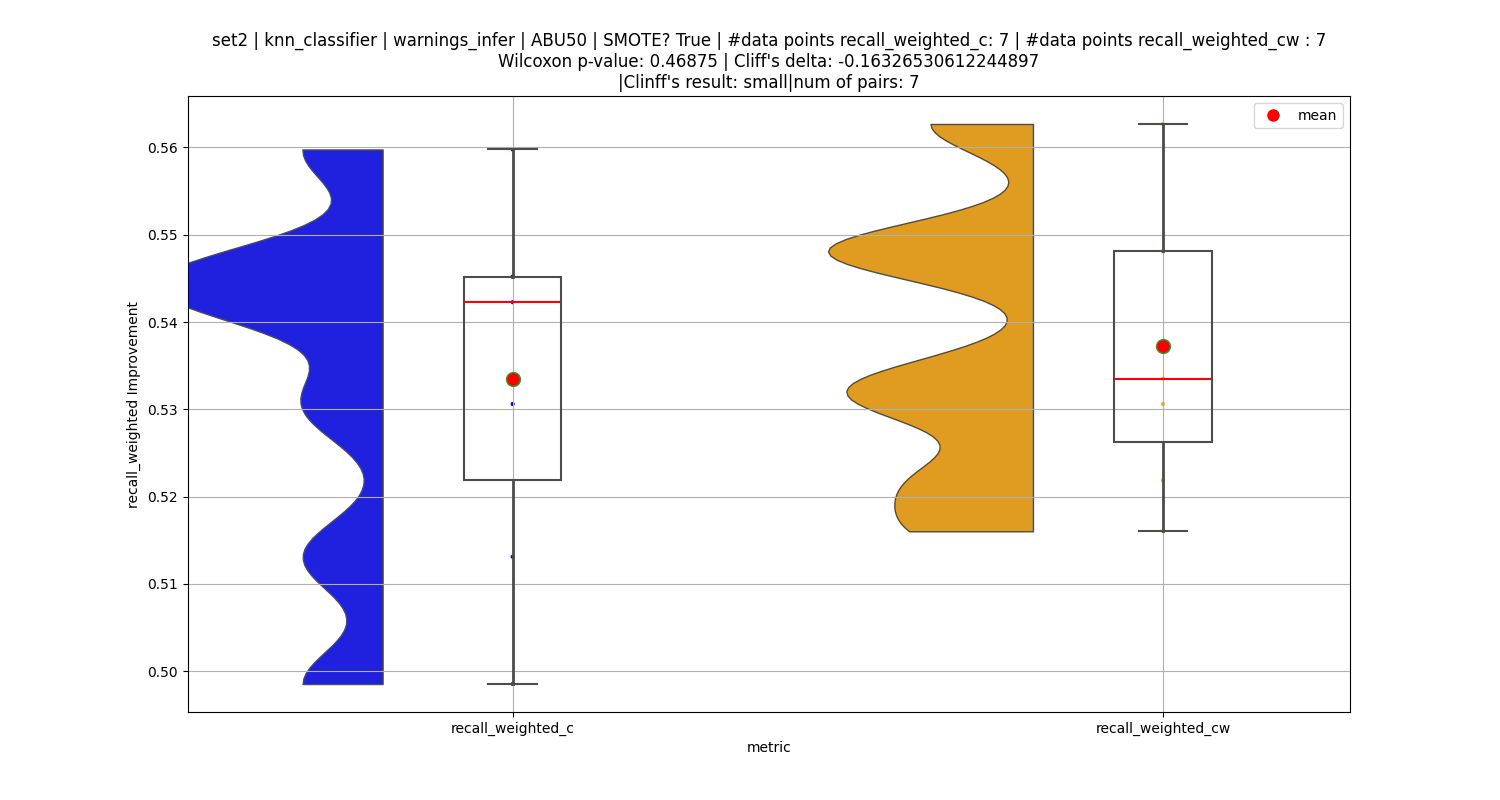 set2 | knn_classifier | warnings_infer | ABU50 | SMOTE? True | #data points recall_weighted_c: 7 | #data points recall_weighted_cw : 7
Wilcoxon p-value: 0.46875 | Cliff's delta: -0.16326530612244897
|Clinff's result: small|num of pairs: 7
mean
0.56
0.55
0.54
0.53
0.52
0.51
0.50
recall_weighted Improvement
recall_weighted_c
recall_weighted_cw
metric